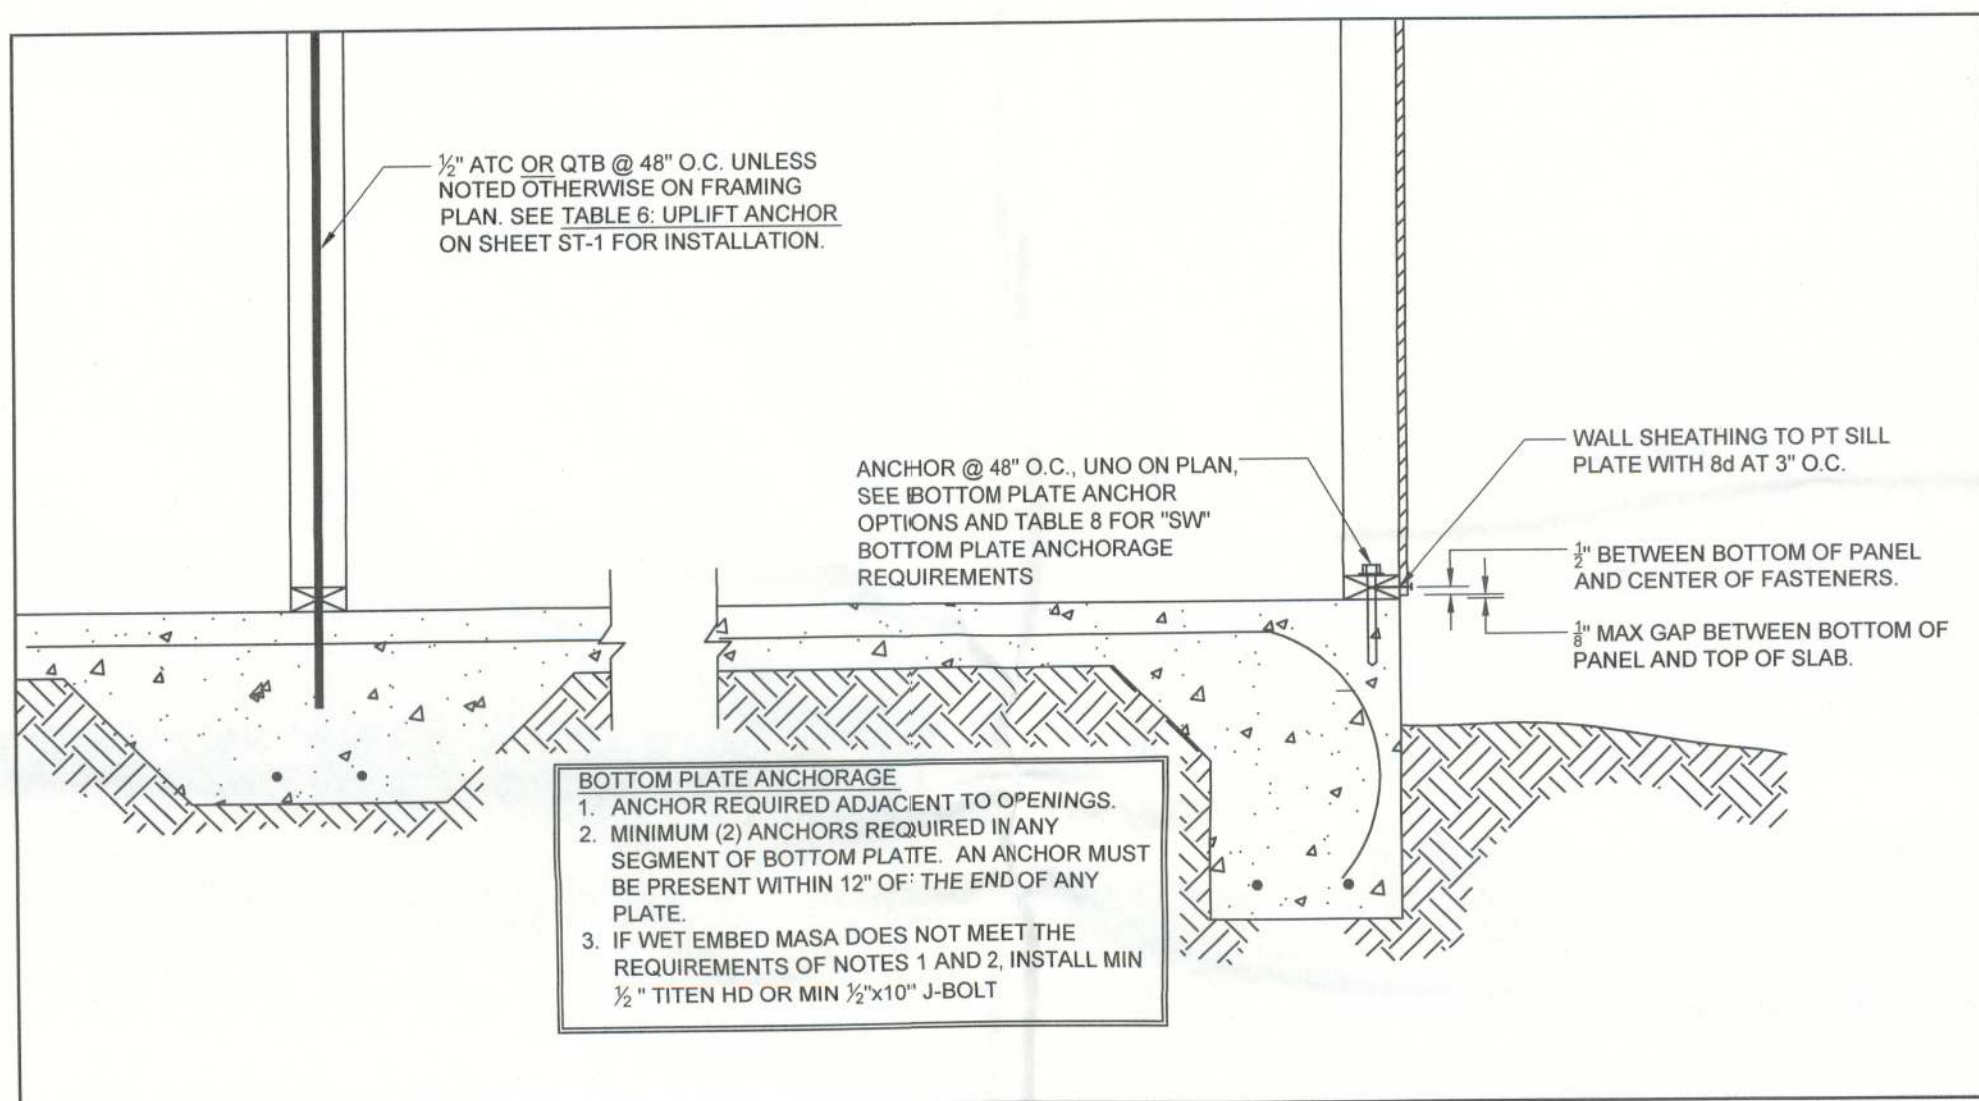 ½" ATC OR QTB @ 48" O.C. UNLESS
NOTED OTHERWISE ON FRAMING
PLAN. SEE TABLE 6: UPLIFT ANCHOR
ON SHEET ST-1 FOR INSTALLATION.
ANCHOR @ 48" O.C., UNO ON PLAN,
SEE BOTTOM PLATE ANCHOR
OPTIONS AND TABLE 8 FOR "SW"
BOTTOM PLATE ANCHORAGE
REQUIREMENTS
WALL SHEATHING TO PT SILL
PLATE WITH 8d AT 3" O.C.
½" BETWEEN BOTTOM OF PANEL
AND CENTER OF FASTENERS.
⅛" MAX GAP BETWEEN BOTTOM OF
PANEL AND TOP OF SLAB.
BOTTOM PLATE ANCHORAGE
1. ANCHOR REQUIRED ADJACENT TO OPENINGS.
2. MINIMUM (2) ANCHORS REQUIRED IN ANY
SEGMENT OF BOTTOM PLATE. AN ANCHOR MUST
BE PRESENT WITHIN 12" OF THE END OF ANY
PLATE.
3. IF WET EMBED MASA DOES NOT MEET THE
REQUIREMENTS OF NOTES 1 AND 2, INSTALL MIN
½" TITEN HD OR MIN ½"x10" J-BOLT